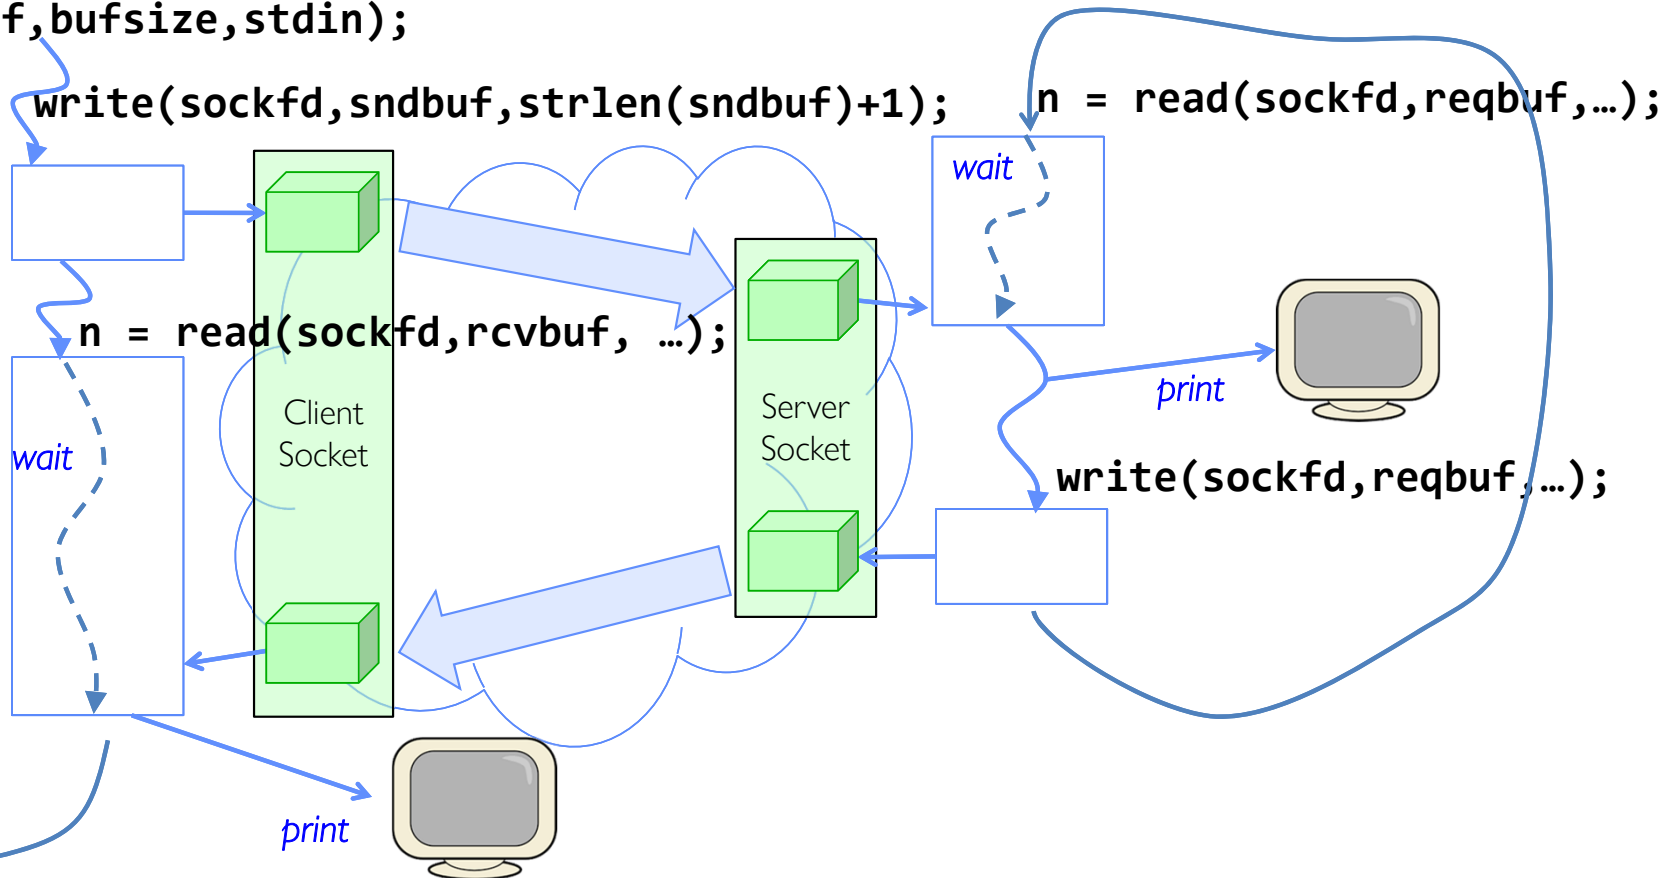 f,bufsize,stdin);
write(sockfd,sndbuf,strlen(sndbuf)+1);
n = read(sockfd,reqbuf,…);
wait
n = read(sockfd,rcvbuf, …);
Client
Socket
Server
Socket
print
wait
write(sockfd,reqbuf,…);
print